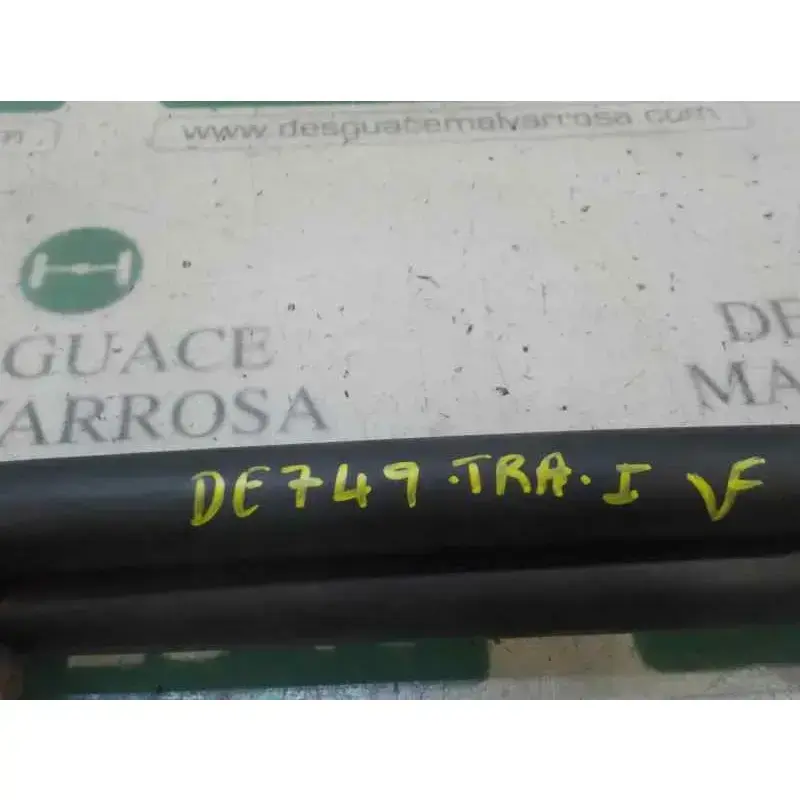 www.desguacemalvarrosa.com
GUACE
ARROSA
DE
MA
DE749.TRA.I VF